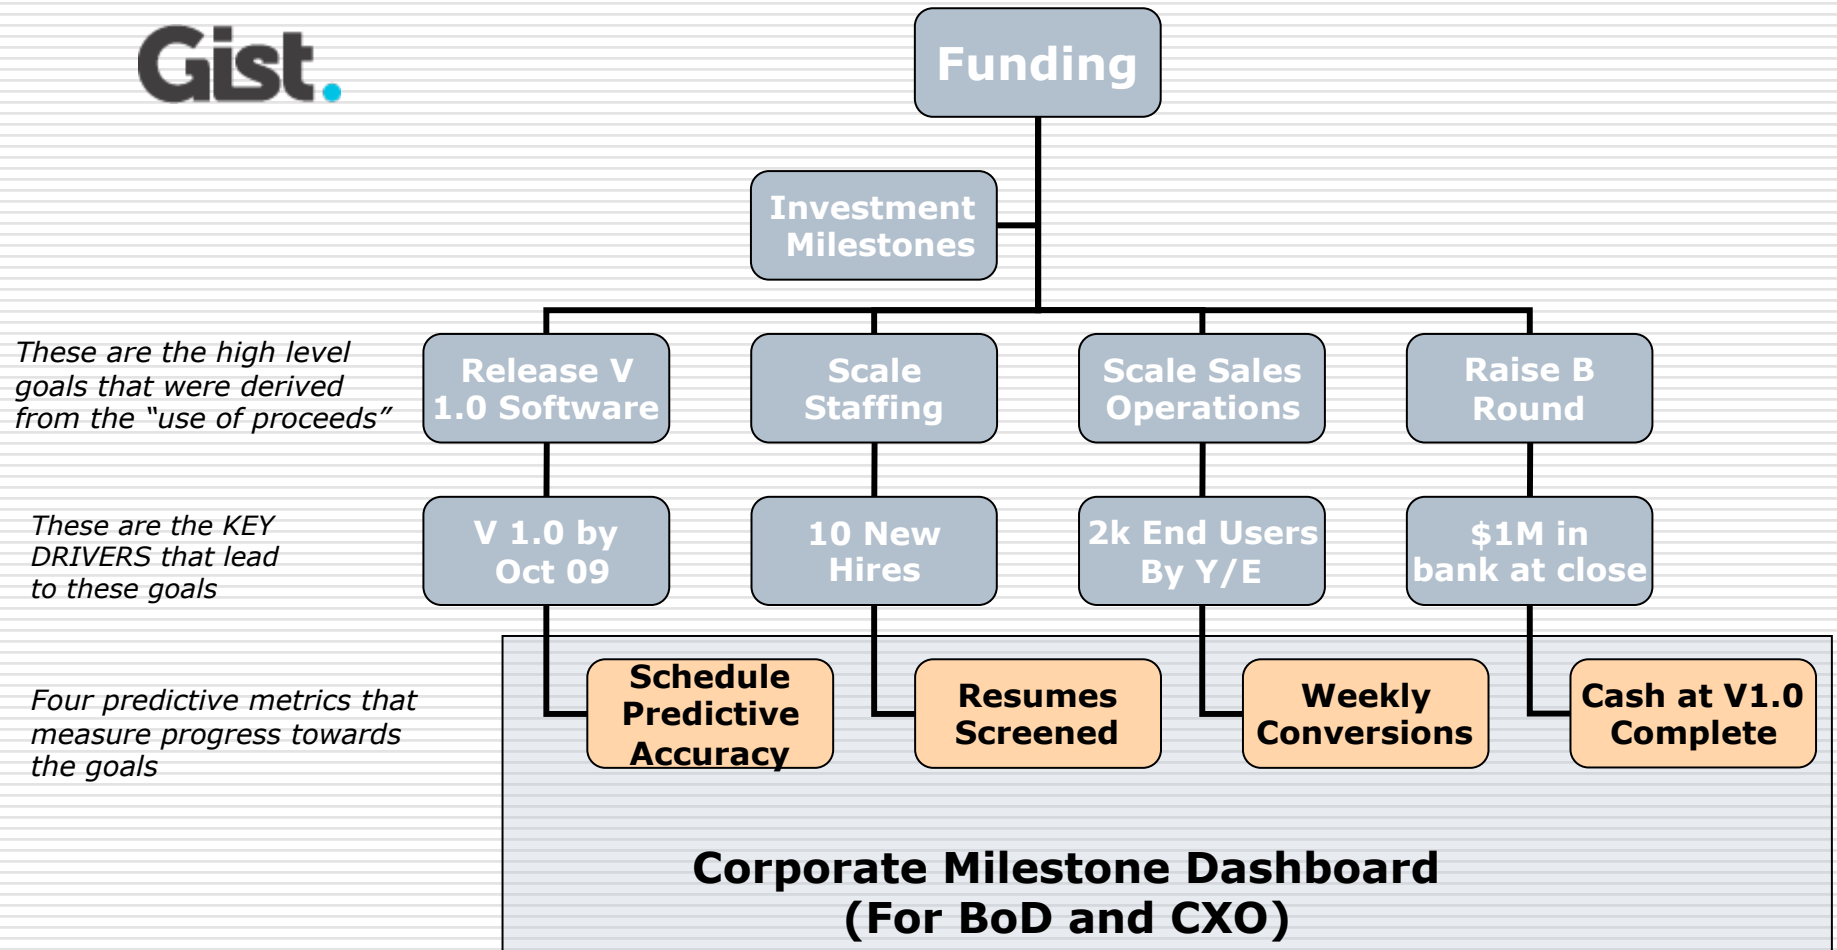 Gist.
Funding
Investment
Milestones
These are the high level
goals that were derived
from the “use of proceeds”
Release V
1.0 Software
Scale
Staffing
Scale Sales
Operations
Raise B
Round
These are the KEY
DRIVERS that lead
to these goals
V 1.0 by
Oct 09
10 New
Hires
2k End Users
By Y/E
$1M in
bank at close
Four predictive metrics that
measure progress towards
the goals
Schedule
Predictive
Accuracy
Resumes
Screened
Weekly
Conversions
Cash at V1.0
Complete
Corporate Milestone Dashboard
(For BoD and CXO)